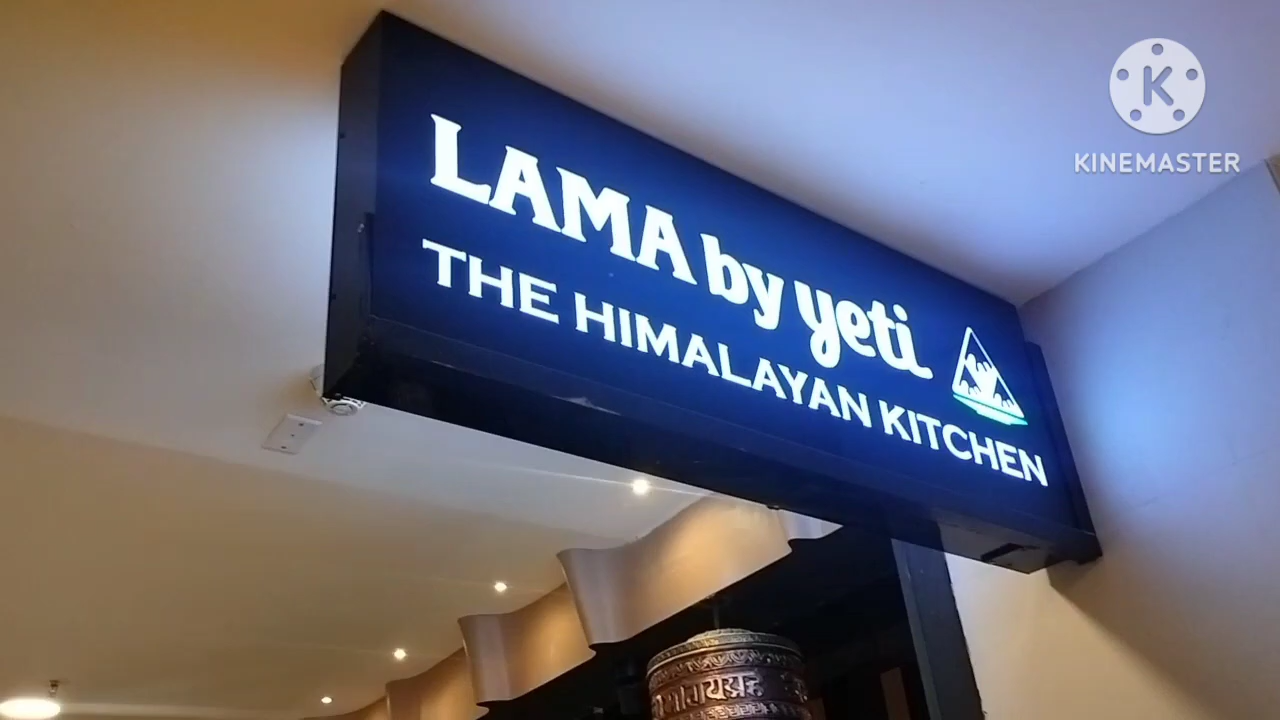 LAMA by yeti
THE HIMALAYAN KITCHEN
K
KINEMASTER